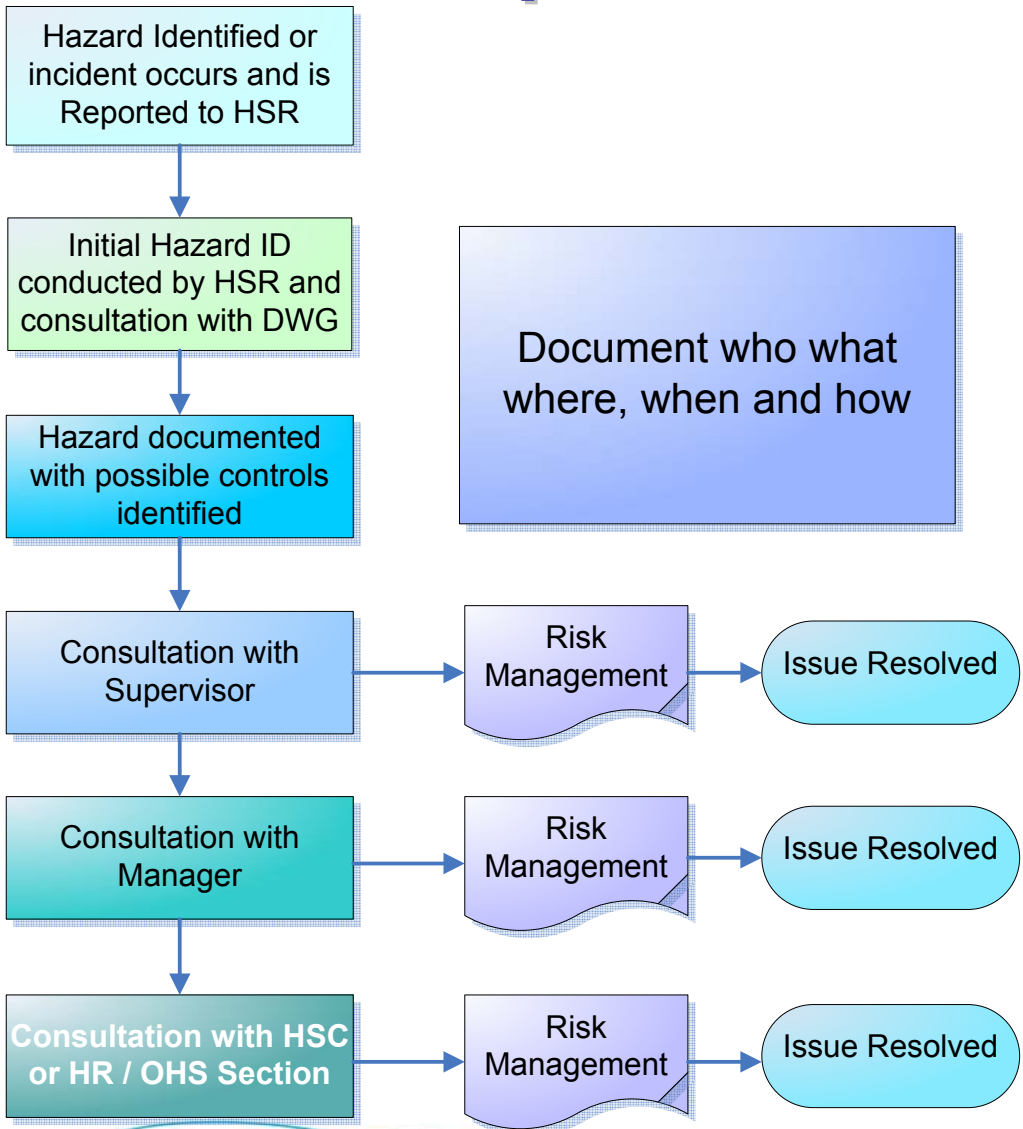 Hazard Identified or
incident occurs and is
Reported to HSR
Initial Hazard ID
conducted by HSR and
consultation with DWG
Document who what
where, when and how
Hazard documented
with possible controls
identified
Consultation with
Supervisor
Risk
Management
Issue Resolved
Consultation with
Manager
Risk
Management
Issue Resolved
Consultation with HSC
or HR / OHS Section
Risk
Management
Issue Resolved